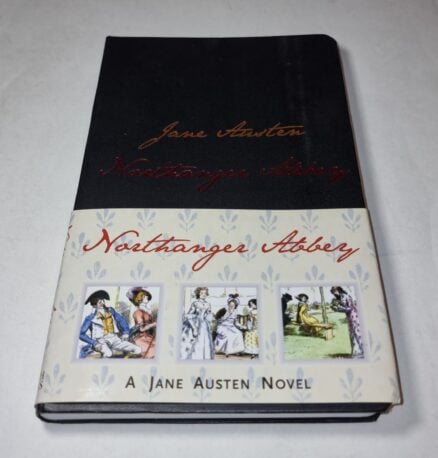 Jane Austen
Northanger Abbey
Northanger Abbey
A Jane Austen Novel